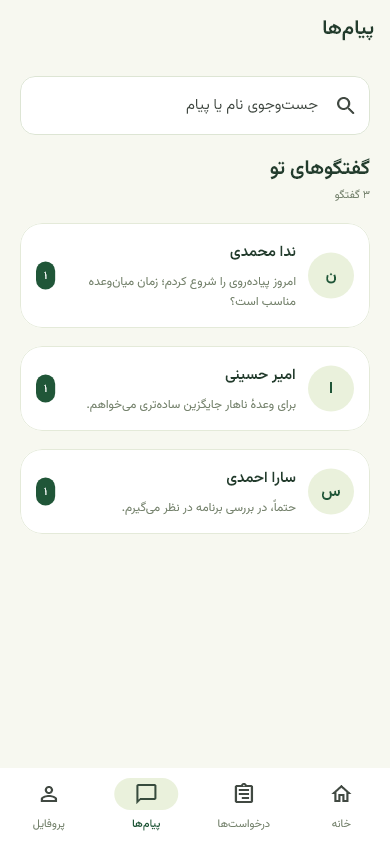 پیام‌ها
جست‌وجوی نام یا پیام
گفتگوهای تو
۳ گفتگو
ن
ندا محمدی
امروز پیاده‌روی را شروع کردم؛ زمان میان‌وعده
مناسب است؟
۱
ا
امیر حسینی
برای وعدهٔ ناهار جایگزین ساده‌تری می‌خواهم.
۱
س
سارا احمدی
حتماً، در بررسی برنامه در نظر می‌گیرم.
۱
خانه
درخواست‌ها
پیام‌ها
پروفایل